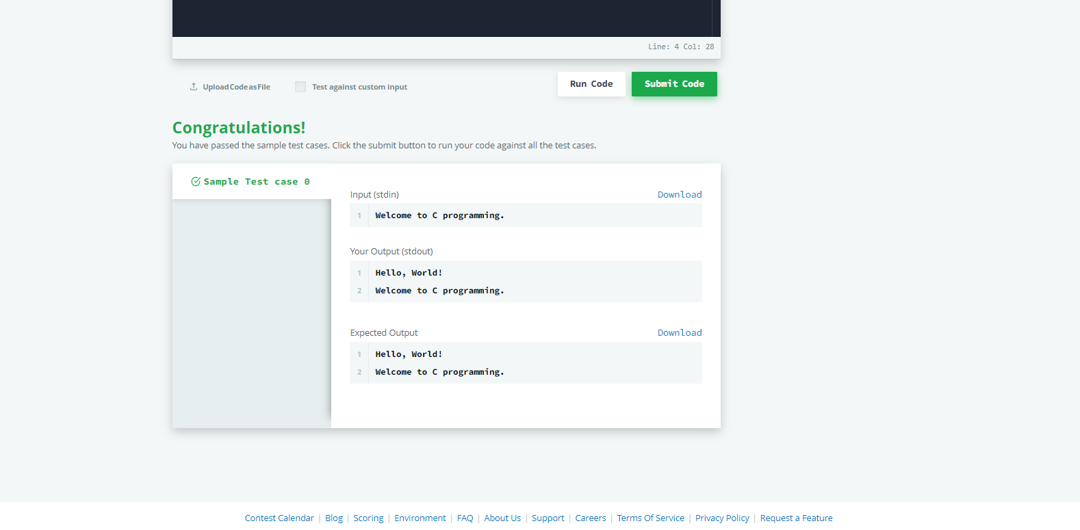 Line: 4 Col: 28
Upload Code as File
Test against custom input
Run Code
Submit Code
Congratulations!
You have passed the sample test cases. Click the submit button to run your code against all the test cases.
Sample Test case 0
Input (stdin)
Download
1 Welcome to C programming.
Your Output (stdout)
1 Hello, World!
2 Welcome to C programming.
Expected Output
Download
1 Hello, World!
2 Welcome to C programming.
Contest Calendar | Blog | Scoring | Environment | FAQ | About Us | Support | Careers | Terms Of Service | Privacy Policy | Request a Feature